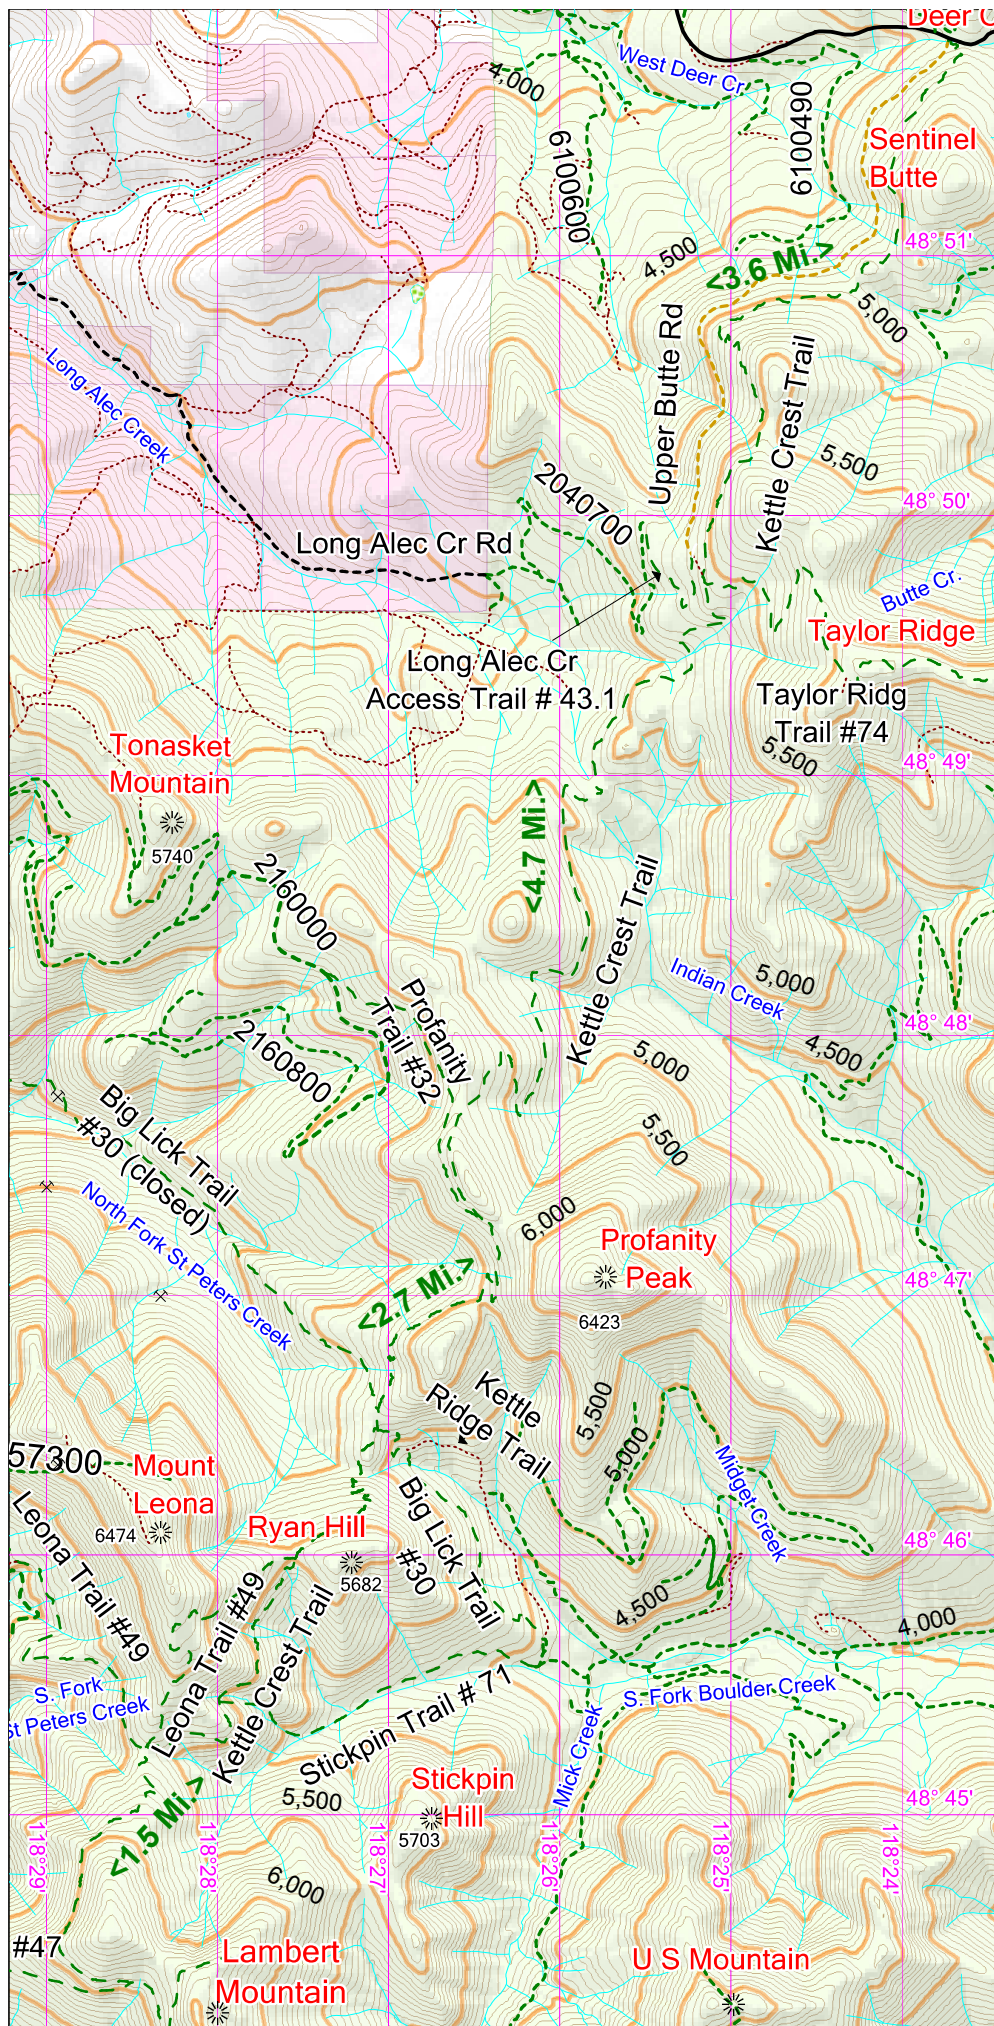 Deer C
West Deer Cr
4,000
6100490
6100600
Sentinel
Butte
48° 51'
4,500
<3.6 Mi.>
5,000
Long Alec Creek
Upper Butte Rd
Kettle Crest Trail
5,500
2040700
48° 50'
Long Alec Cr Rd
Butte Cr.
Taylor Ridge
Long Alec Cr
Access Trail # 43.1
Taylor Ridg
Trail #74
5,500
48° 49'
Tonasket
Mountain
5740
<4.7 Mi.>
2160000
Kettle Crest Trail
Indian Creek
5,000
Profanity
Trail #32
48° 48'
2160800
5,000
4,500
Big Lick Trail
#30 (closed)
5,500
North Fork St Peters Creek
6,000
Profanity
Peak
6423
48° 47'
<2.7 Mi.>
Kettle
Ridge Trail
5,500
5,000
57300
Mount
Leona
6474
Midget Creek
Ryan Hill
5682
48° 46'
Leona Trail #49
Big Lick Trail
#30
Leona Trail #49
Kettle Crest Trail
4,500
4,000
S. Fork
St Peters Creek
Stickpin Trail # 71
S. Fork Boulder Creek
Mick Creek
Stickpin
Hill
5703
5,500
48° 45'
<1.5 Mi.>
118°29'
118°28'
118°27'
118°26'
118°25'
118°24'
6,000
#47
Lambert
Mountain
U S Mountain